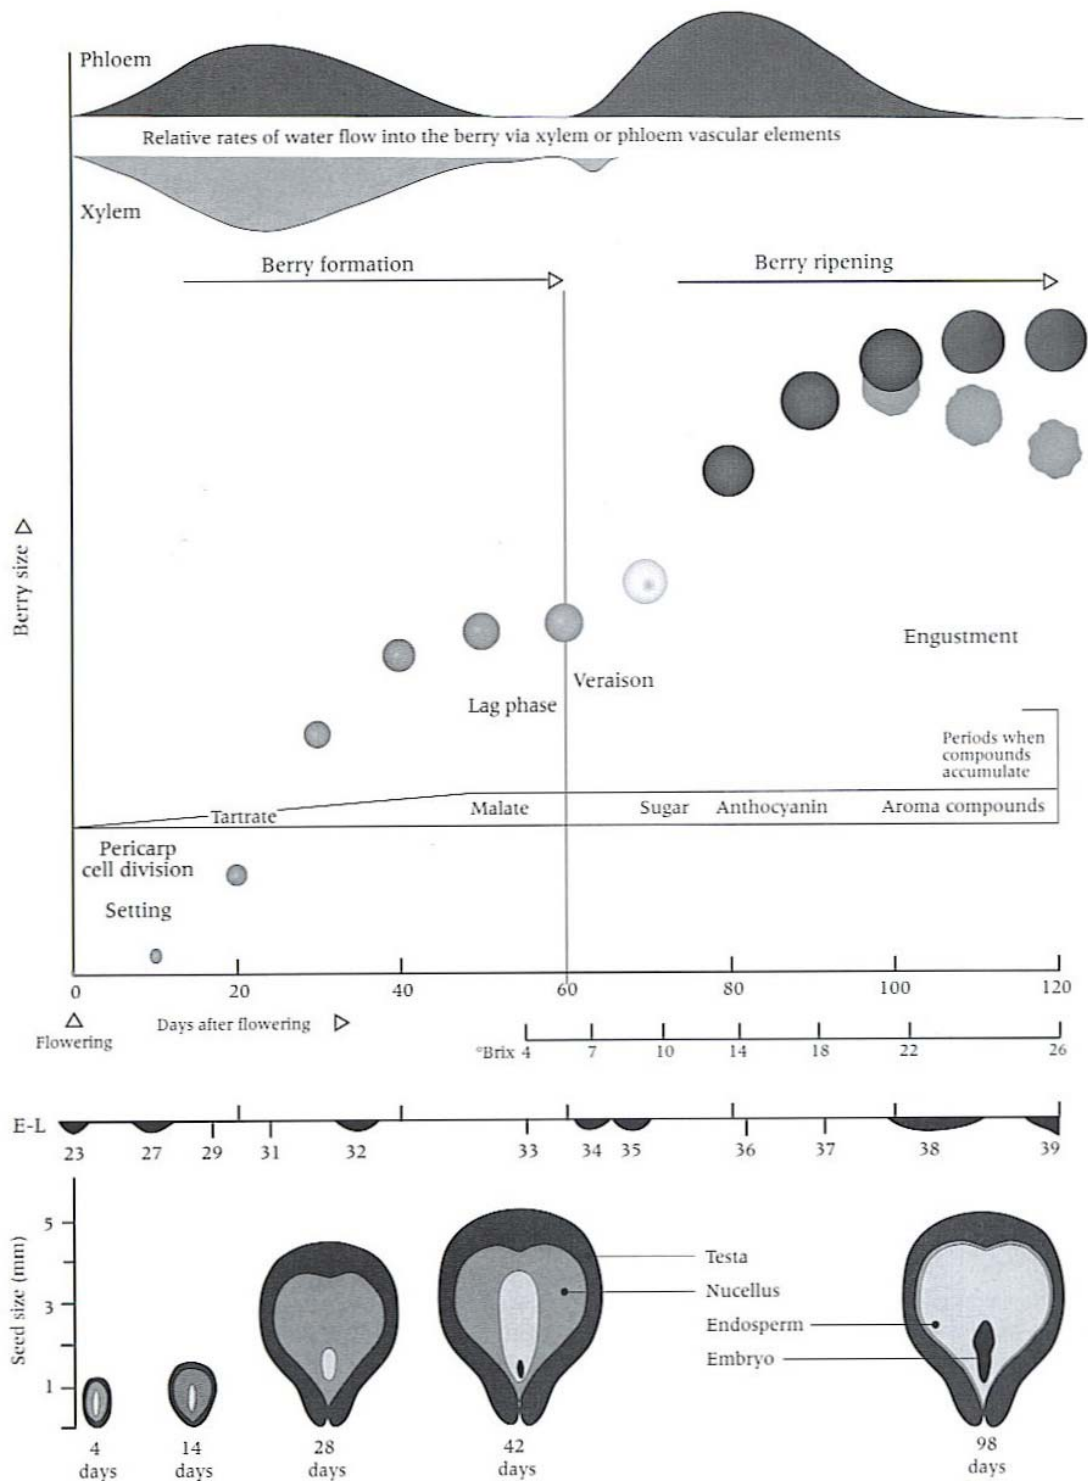 Phloem
Relative rates of water flow into the berry via xylem or phloem vascular elements
Xylem
Berry formation
Berry ripening
Berry size
Engustment
Veraison
Lag phase
Periods when
compounds
accumulate
Tartrate
Malate
Sugar
Anthocyanin
Aroma compounds
Pericarp
cell division
Setting
0 20 40 60 80 100 120
Flowering
Days after flowering
°Brix 4 7 10 14 18 22 26
E-L
23 27 29 31 32 33 34 35 36 37 38 39
Seed size (mm)
5
3
1
Testa
Nucellus
Endosperm
Embryo
4
days
14
days
28
days
42
days
98
days